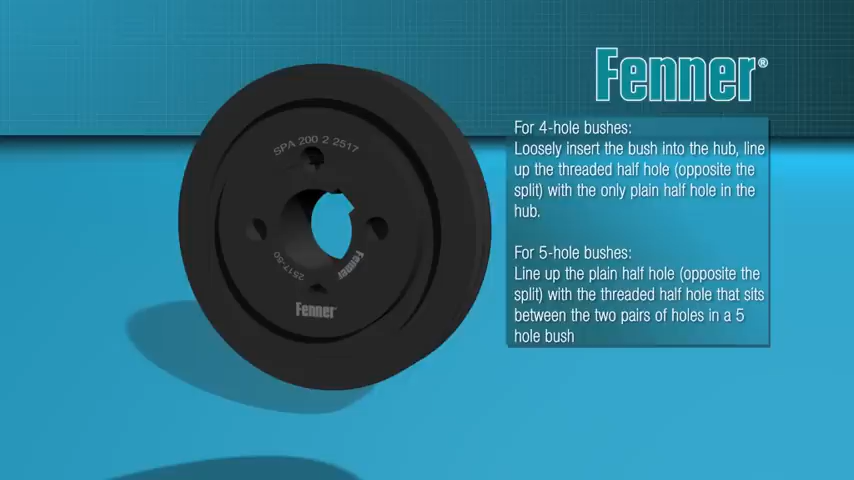 Fenner®
For 4-hole bushes:
Loosely insert the bush into the hub, line
up the threaded half hole (opposite the
split) with the only plain half hole in the
hub.
For 5-hole bushes:
Line up the plain half hole (opposite the
split) with the threaded half hole that sits
between the two pairs of holes in a 5
hole bush
SPA 200 2 2517
2517-50
Fenner
Fenner